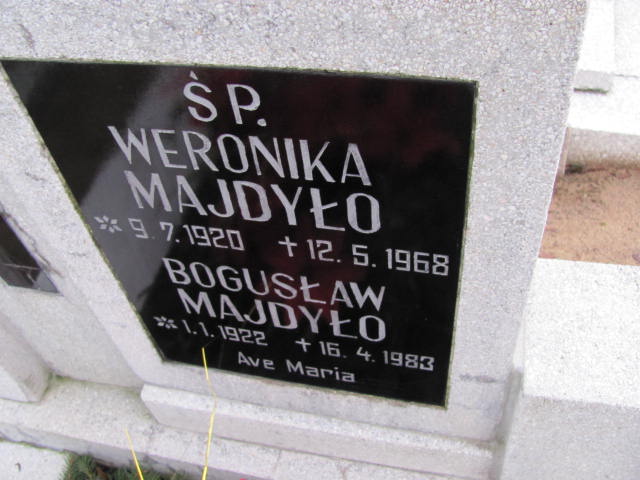 ŚP.
WERONIKA
MAJDYŁO
* 9.7.1920 + 12.5.1968
BOGUSŁAW
MAJDYŁO
* 1.1.1922 + 16.4.1983
Ave Maria